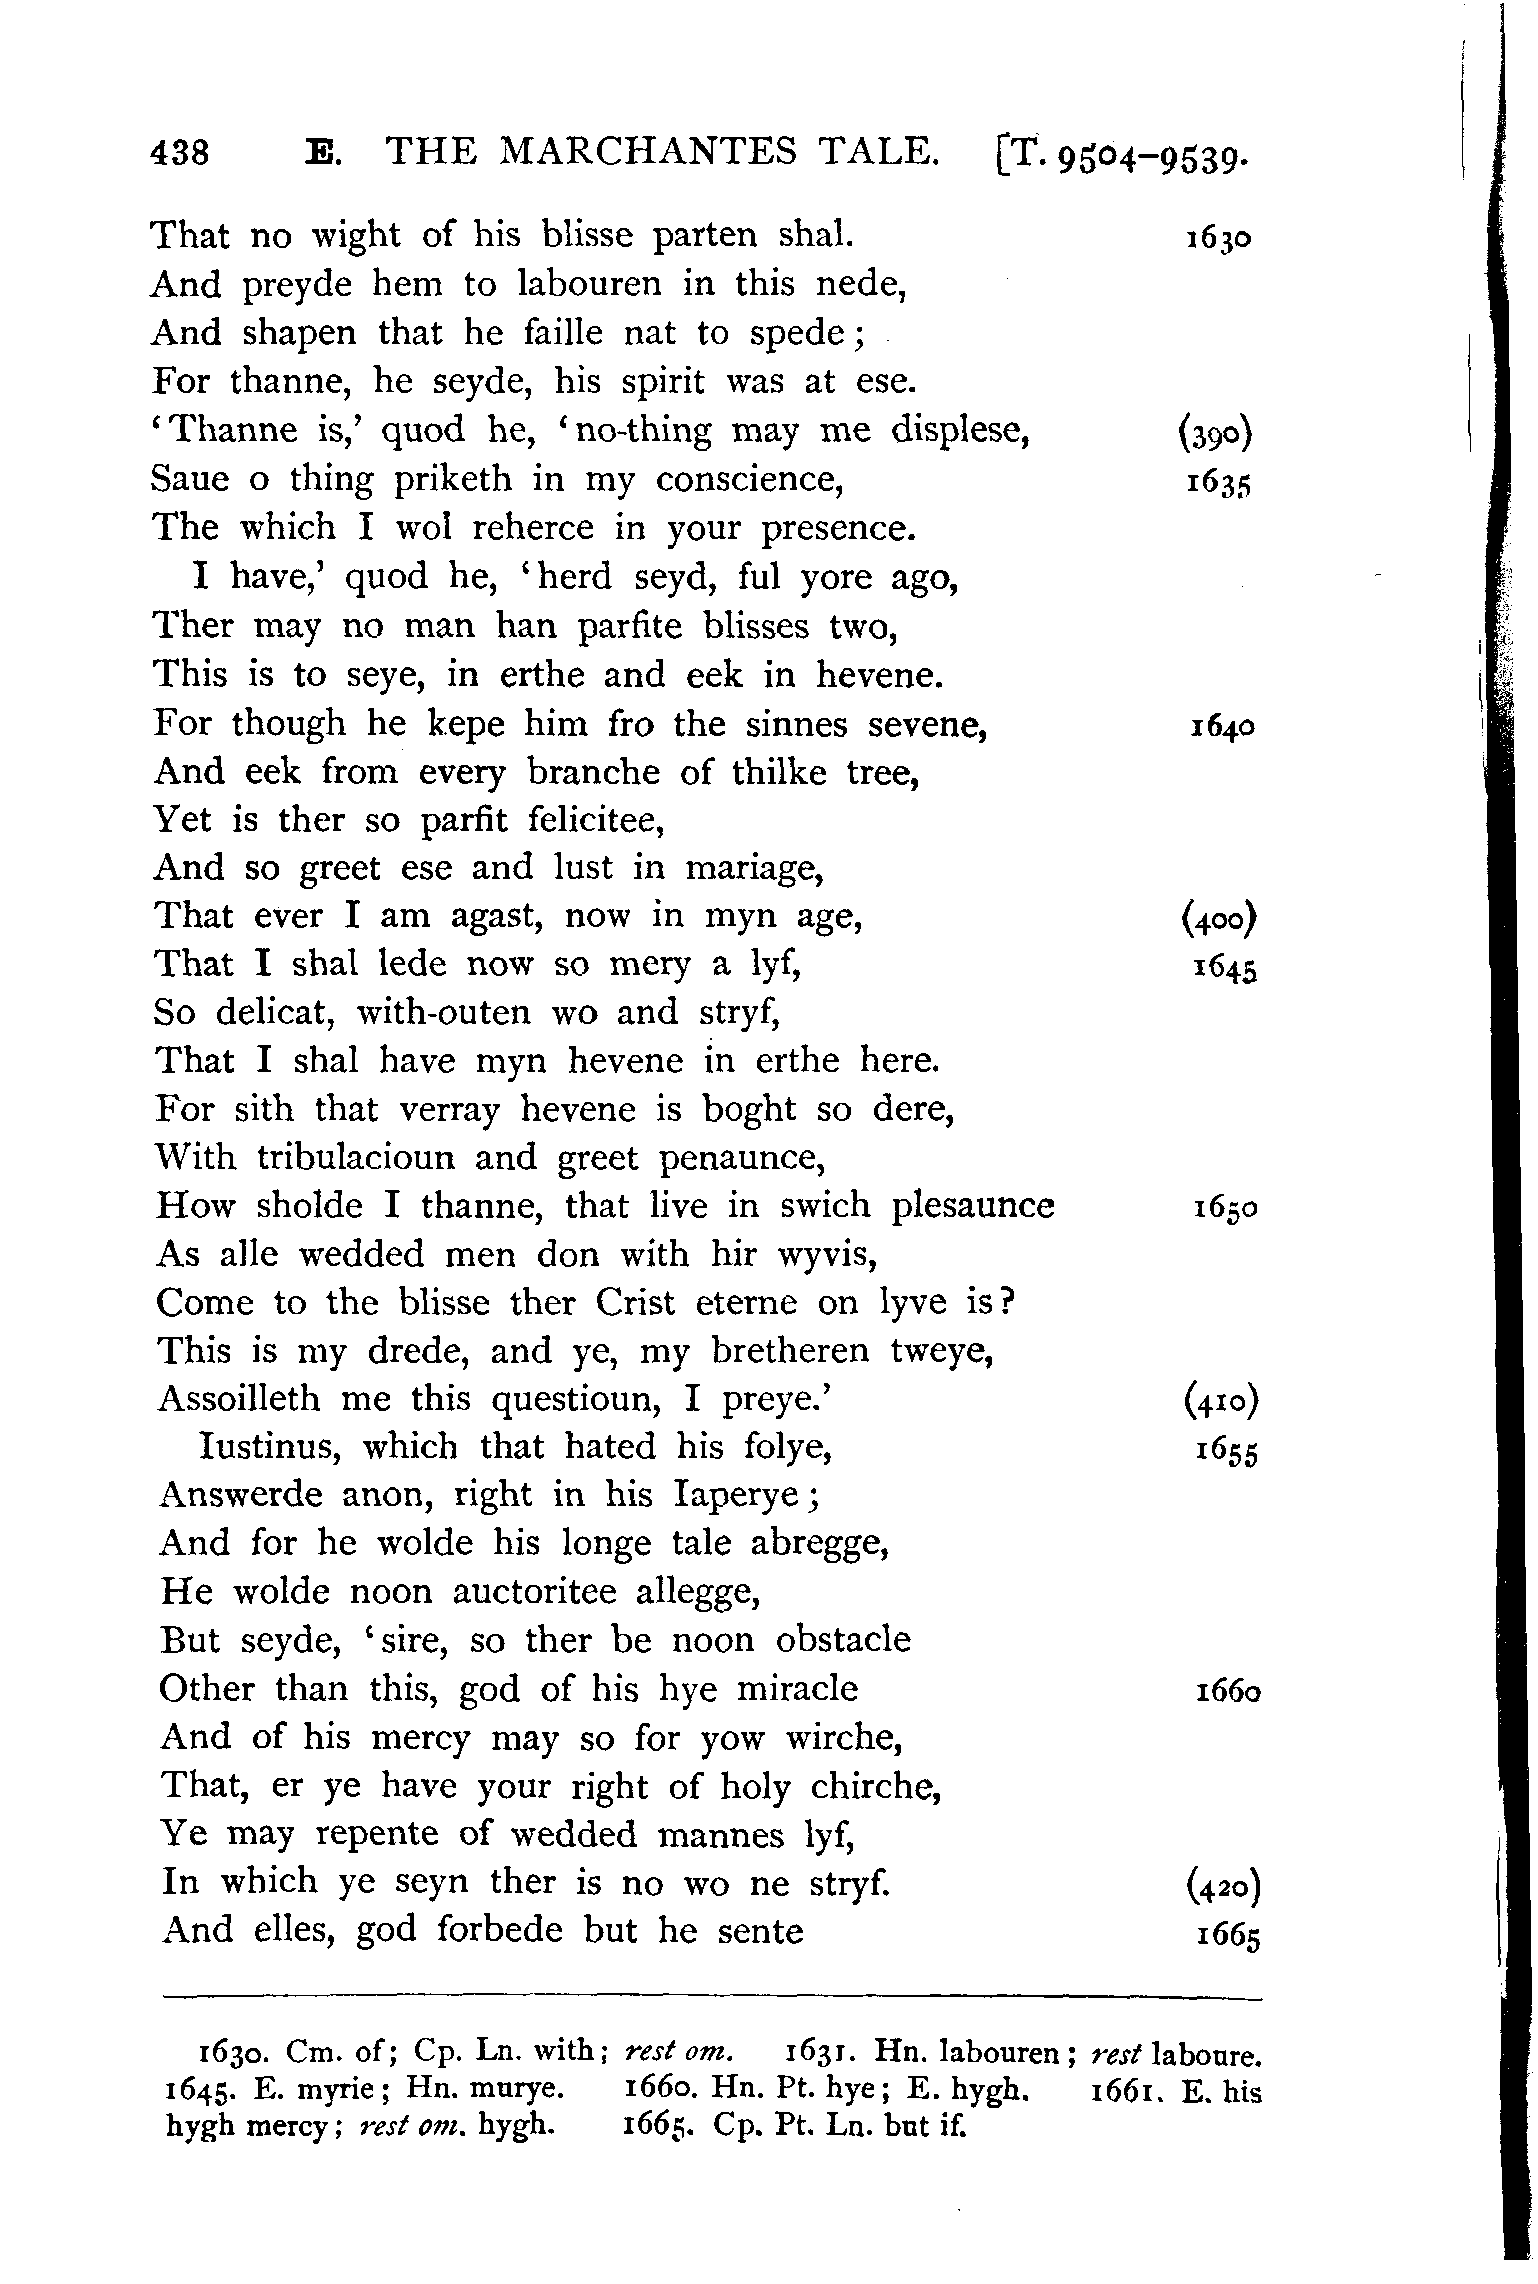 438 E. THE MARCHANTES TALE. [T. 9504–9539.
That no wight of his blisse parten shal. 1630
And preyde hem to labouren in this nede,
And shapen that he faille nat to spede;
For thanne, he seyde, his spirit was at ese.
‘Thanne is,’ quod he, ‘no-thing may me displese, (390)
Saue o thing priketh in my conscience, 1635
The which I wol reherce in your presence.
I have,’ quod he, ‘herd seyd, ful yore ago,
Ther may no man han parfite blisses two,
This is to seye, in erthe and eek in hevene.
For though he kepe him fro the sinnes sevene, 1640
And eek from every branche of thilke tree,
Yet is ther so parfit felicitee,
And so greet ese and lust in mariage,
That ever I am agast, now in myn age, (400)
That I shal lede now so mery a lyf, 1645
So delicat, with-outen wo and stryf,
That I shal have myn hevene in erthe here.
For sith that verray hevene is boght so dere,
With tribulacioun and greet penaunce,
How sholde I thanne, that live in swich plesaunce 1650
As alle wedded men don with hir wyvis,
Come to the blisse ther Crist eterne on lyve is?
This is my drede, and ye, my bretheren tweye,
Assoilleth me this questioun, I preye.’ (410)
Iustinus, which that hated his folye, 1655
Answerde anon, right in his Iaperye;
And for he wolde his longe tale abregge,
He wolde noon auctoritee allegge,
But seyde, ‘sire, so ther be noon obstacle
Other than this, god of his hye miracle 1660
And of his mercy may so for yow wirche,
That, er ye have your right of holy chirche,
Ye may repente of wedded mannes lyf,
In which ye seyn ther is no wo ne stryf. (420)
And elles, god forbede but he sente 1665
1630. Cm. of; Cp. Ln. with; rest om. 1631. Hn. labouren; rest laboure.
1645. E. myrie; Hn. murye. 1660. Hn. Pt. hye; E. hygh. 1661. E. his
hygh mercy; rest om. hygh. 1665. Cp. Pt. Ln. but if.